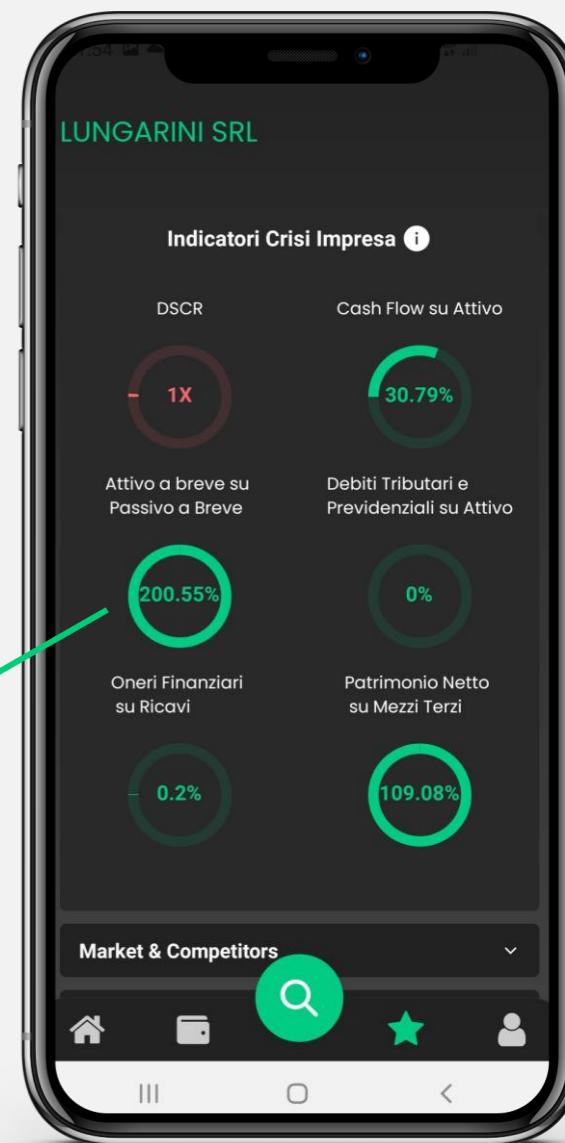 LUNGARINI SRL
Indicatori Crisi Impresa i
DSCR
Cash Flow su Attivo
1X
30.79%
Attivo a breve su
Passivo a Breve
Debiti Tributari e
Previdenziali su Attivo
200.55%
0%
Oneri Finanziari
su Ricavi
Patrimonio Netto
su Mezzi Terzi
0.2%
109.08%
Market & Competitors